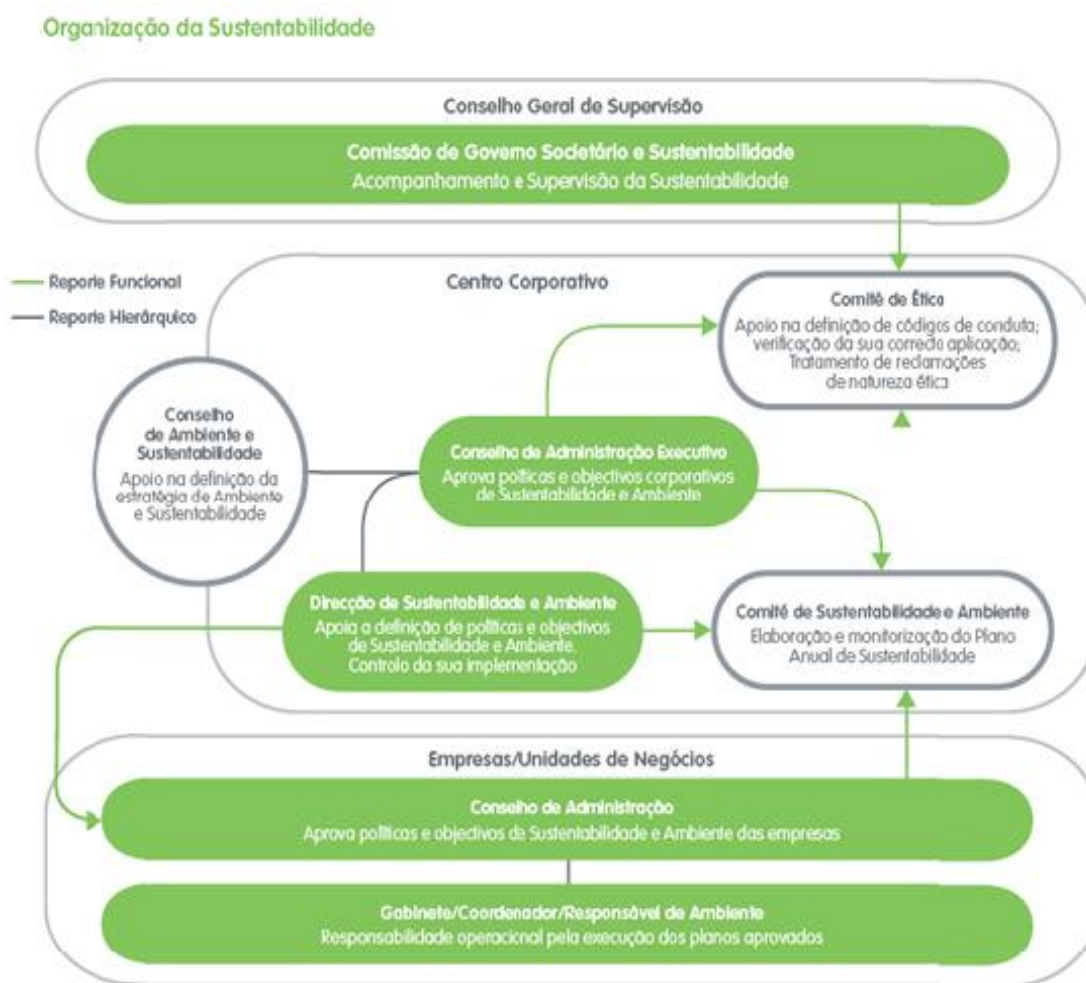 Organização da Sustentabilidade
Conselho Geral de Supervisão
Comissão de Governo Societário e Sustentabilidade
Acompanhamento e Supervisão da Sustentabilidade
Reporte Funcional
Reporte Hierárquico
Centro Corporativo
Comitê de Ética
Apoio na definição de códigos de conduta;
verificação da sua correcta aplicação;
Tratamento de reclamações
de natureza ética
Conselho
de Ambiente e
Sustentabilidade
Apoio na definição da
estratégia de Ambiente
e Sustentabilidade
Conselho de Administração Executivo
Aprova políticas e objectivos corporativos
de Sustentabilidade e Ambiente
Direcção de Sustentabilidade e Ambiente
Apoia a definição de políticas e objectivos
de Sustentabilidade e Ambiente.
Controlo da sua implementação
Comité de Sustentabilidade e Ambiente
Elaboração e monitorização do Plano
Anual de Sustentabilidade
Empresas/Unidades de Negócios
Conselho de Administração
Aprova políticas e objectivos de Sustentabilidade e Ambiente das empresas
Gabinete/Coordenador/Responsável de Ambiente
Responsabilidade operacional pela execução dos planos aprovados